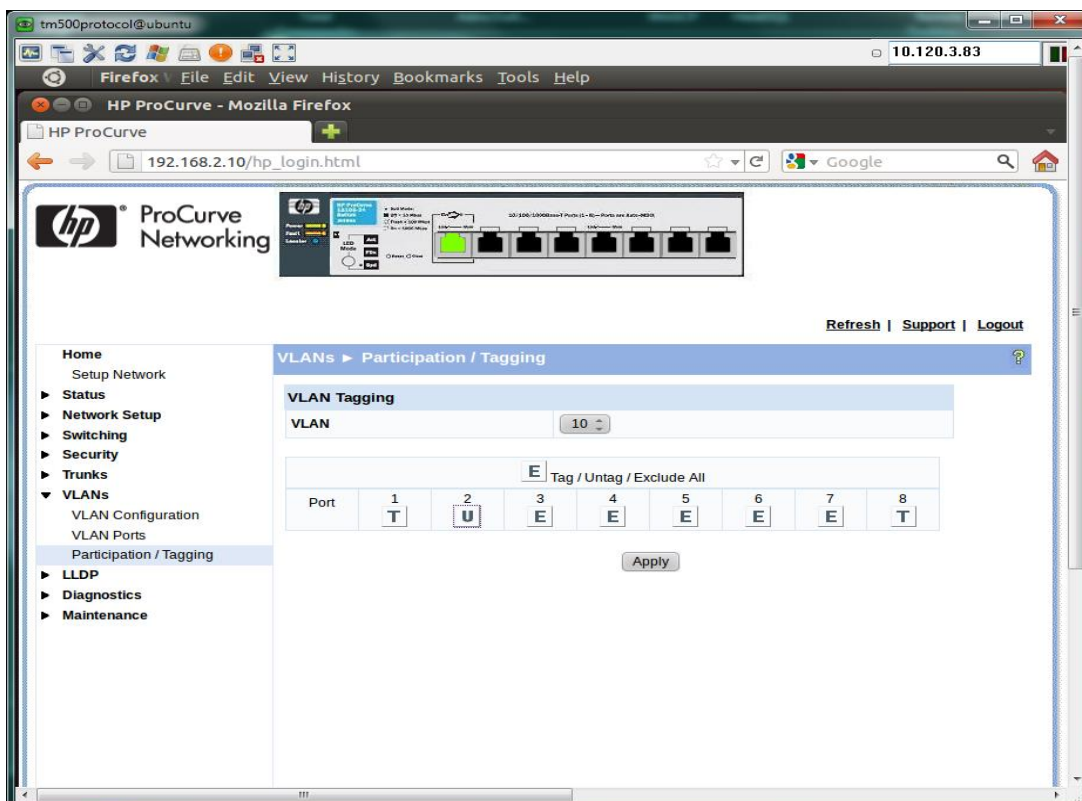 tm500protocol@ubuntu
10.120.3.83
Firefox File Edit View History Bookmarks Tools Help
HP ProCurve - Mozilla Firefox
HP ProCurve
192.168.2.10/hp_login.html
Google
hp ProCurve
Networking
Refresh | Support | Logout
Home
Setup Network
Status
Network Setup
Switching
Security
Trunks
VLANs
VLAN Configuration
VLAN Ports
Participation / Tagging
LLDP
Diagnostics
Maintenance
VLANs ► Participation / Tagging
VLAN Tagging
VLAN 10
E Tag / Untag / Exclude All
Port 1 2 3 4 5 6 7 8
T U E E E E E T
Apply